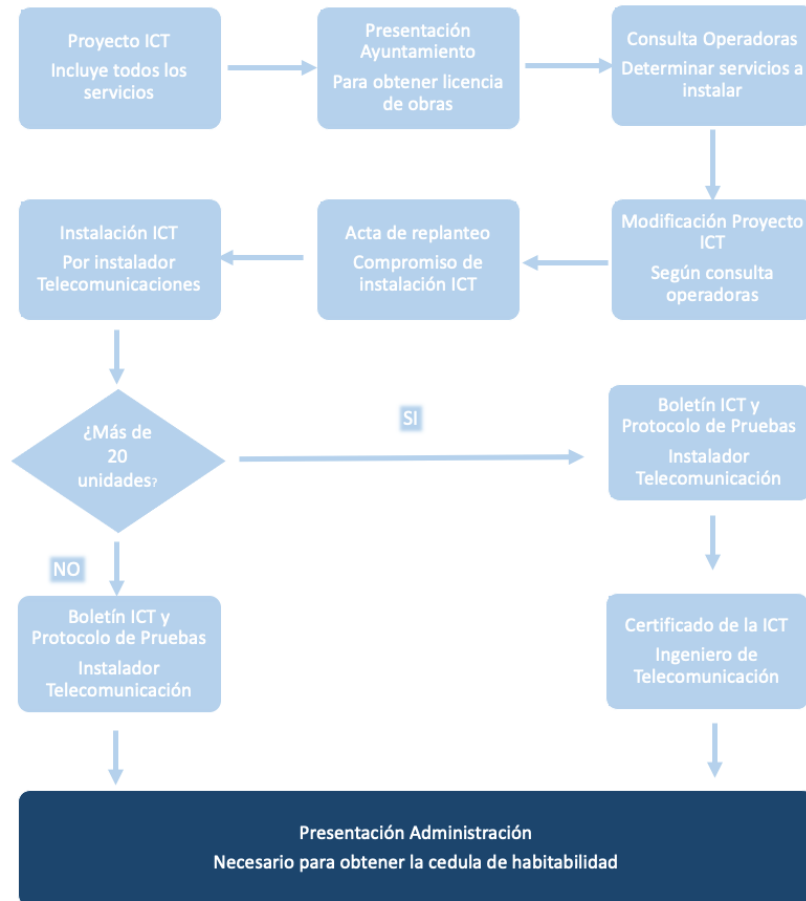 Proyecto ICT
Incluye todos los
servicios
Presentación
Ayuntamiento
Para obtener licencia
de obras
Consulta Operadoras
Determinar servicios a
instalar
Modificación Proyecto
ICT
Según consulta
operadoras
Acta de replanteo
Compromiso de
instalación ICT
Instalación ICT
Por instalador
Telecomunicaciones
¿Más de
20
unidades?
SI
Boletín ICT y
Protocolo de Pruebas
Instalador
Telecomunicación
Certificado de la ICT
Ingeniero de
Telecomunicación
NO
Boletín ICT y
Protocolo de Pruebas
Instalador
Telecomunicación
Presentación Administración
Necesario para obtener la cedula de habitabilidad